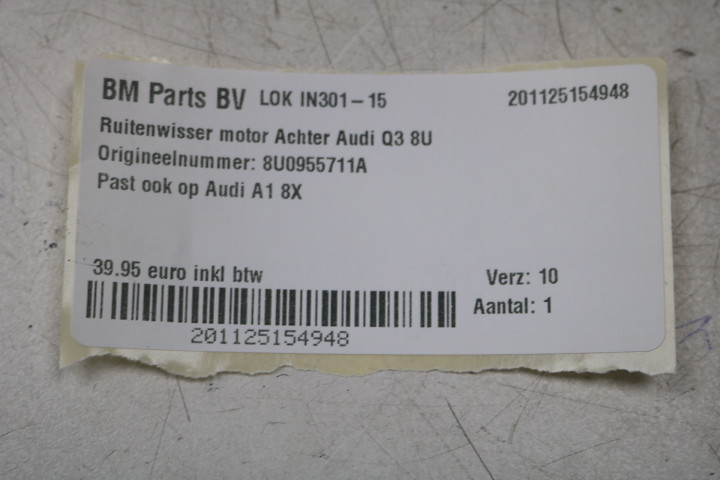 BM Parts BV LOK IN301-15 201125154948
Ruitenwisser motor Achter Audi Q3 8U
Origineelnummer: 8U0955711A
Past ook op Audi A1 8X
39.95 euro inkl btw Verz: 10
Aantal: 1
201125154948